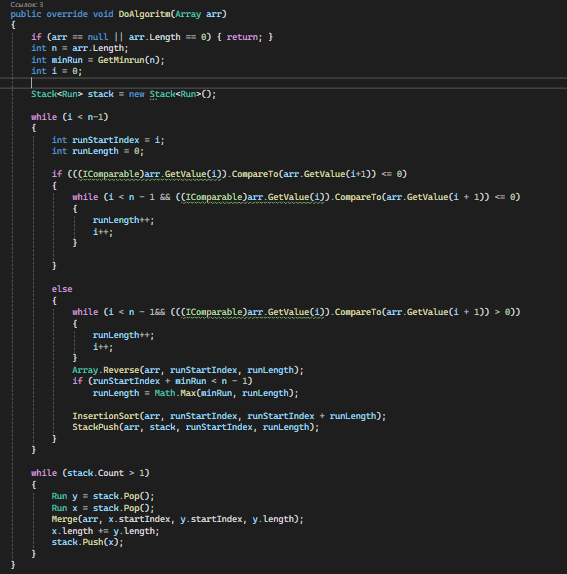 Ссылок: 3
public override void DoAlgoritm(Array arr)
{
if (arr == null || arr.Length == 0) { return; }
int n = arr.Length;
int minRun = GetMinrun(n);
int i = 0;
Stack<Run> stack = new Stack<Run>();
while (i < n-1)
{
int runStartIndex = i;
int runLength = 0;
if (((IComparable)arr.GetValue(i)).CompareTo(arr.GetValue(i+1)) <= 0)
{
while (i < n - 1 && ((IComparable)arr.GetValue(i)).CompareTo(arr.GetValue(i + 1)) <= 0)
{
runLength++;
i++;
}
}
else
{
while (i < n - 1&& (((IComparable)arr.GetValue(i)).CompareTo(arr.GetValue(i + 1)) > 0))
{
runLength++;
i++;
}
Array.Reverse(arr, runStartIndex, runLength);
if (runStartIndex + minRun < n - 1)
runLength = Math.Max(minRun, runLength);
InsertionSort(arr, runStartIndex, runStartIndex + runLength);
StackPush(arr, stack, runStartIndex, runLength);
}
}
while (stack.Count > 1)
{
Run y = stack.Pop();
Run x = stack.Pop();
Merge(arr, x.startIndex, y.startIndex, y.length);
x.length += y.length;
stack.Push(x);
}
}